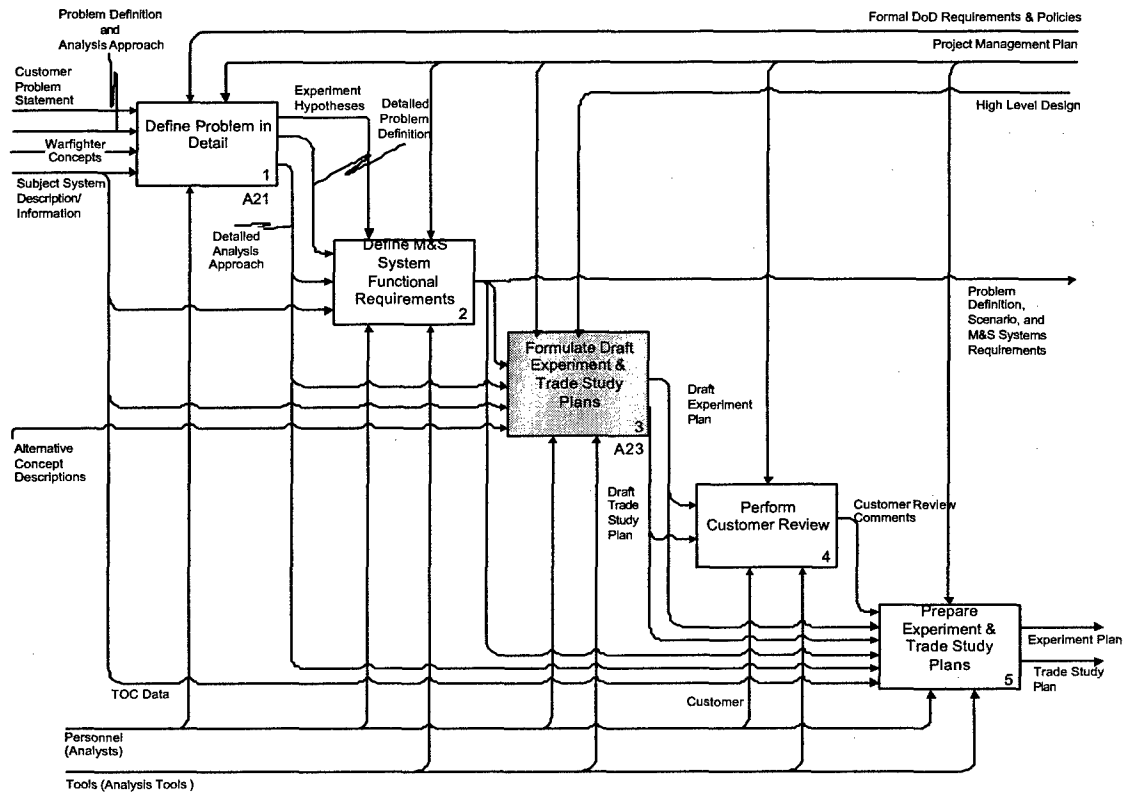 Problem Definition
and
Analysis Approach
Formal DoD Requirements & Policies
Project Management Plan
Customer
Problem
Statement
High Level Design
Experiment
Hypotheses
Detailed
Problem
Definition
Define Problem in
Detail
1
A21
Warfighter
Concepts
Subject System
Description/
Information
Detailed
Analysis
Approach
Define M&S
System
Functional
Requirements
2
Problem
Definition,
Scenario, and
M&S Systems
Requirements
Formulate Draft
Experiment &
Trade Study
Plans
3
A23
Draft
Experiment
Plan
Alternative
Concept
Descriptions
Draft
Trade
Study
Plan
Perform
Customer Review
4
Customer Review
Comments
Prepare
Experiment &
Trade Study
Plans
5
Experiment Plan
Trade Study
Plan
TOC Data
Customer
Personnel
(Analysts)
Tools (Analysis Tools )